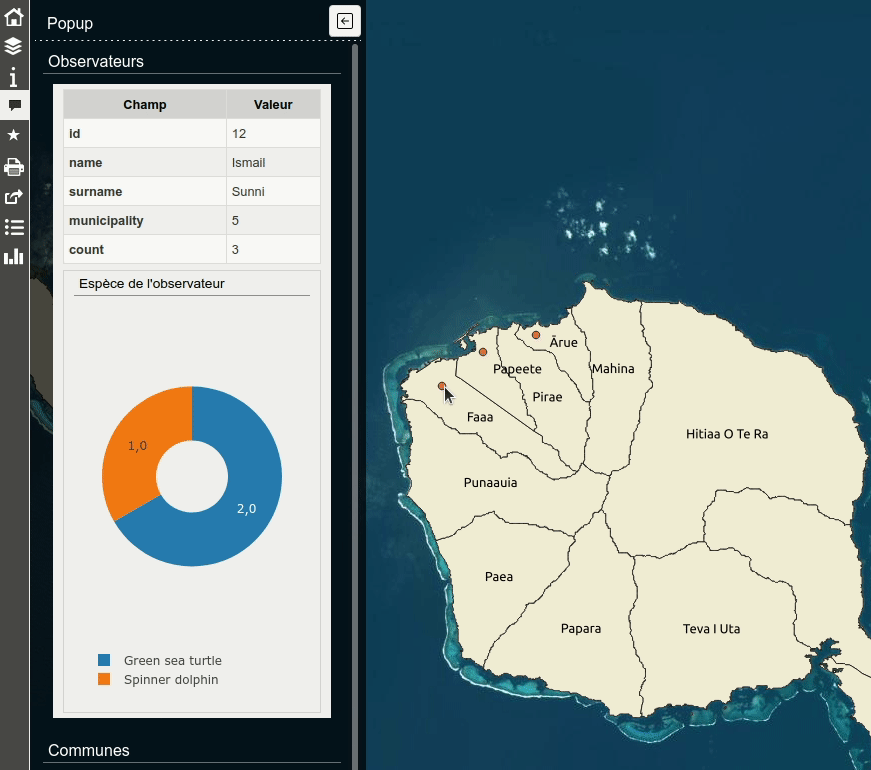 Popup
Observateurs
Champ Valeur
id 12
name Ismail
surname Sunni
municipality 5
count 3
Espèce de l'observateur
1,0
2,0
Green sea turtle
Spinner dolphin
Communes
Ārue
Papeete
Mahina
Pirae
Faaa
Hitiaa O Te Ra
Punaauia
Paea
Papara
Teva I Uta